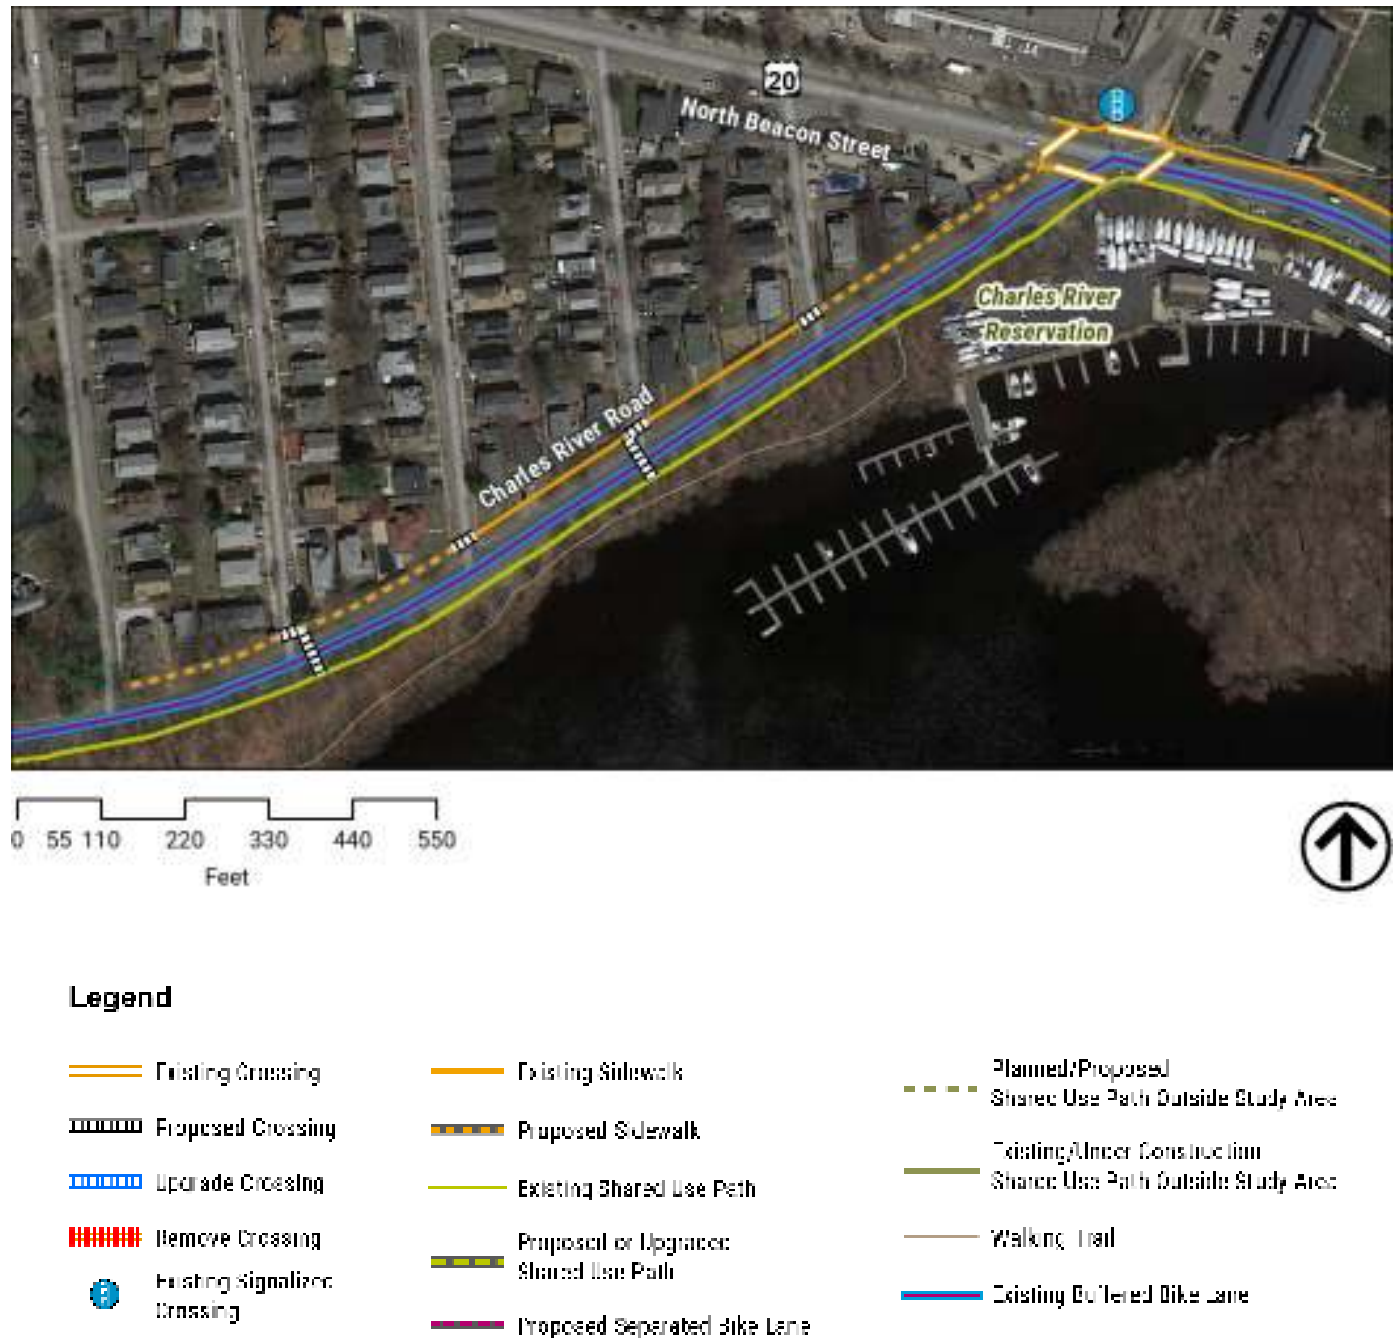 20
North Beacon Street
Charles River
Reservation
Charles River Road
0 55 110 220 330 440 550
Feet
Legend
Existing Crossing
Proposed Crossing
Upgrade Crossing
Remove Crossing
Existing Signalized
Crossing
Existing Sidewalk
Proposed Sidewalk
Existing Shared Use Path
Proposed or Upgraded
Shared Use Path
Proposed Separated Bike Lane
Planned/Proposed
Shared Use Path Outside Study Area
Existing/Under Construction
Shared Use Path Outside Study Area
Walking Trail
Existing Buffered Bike Lane